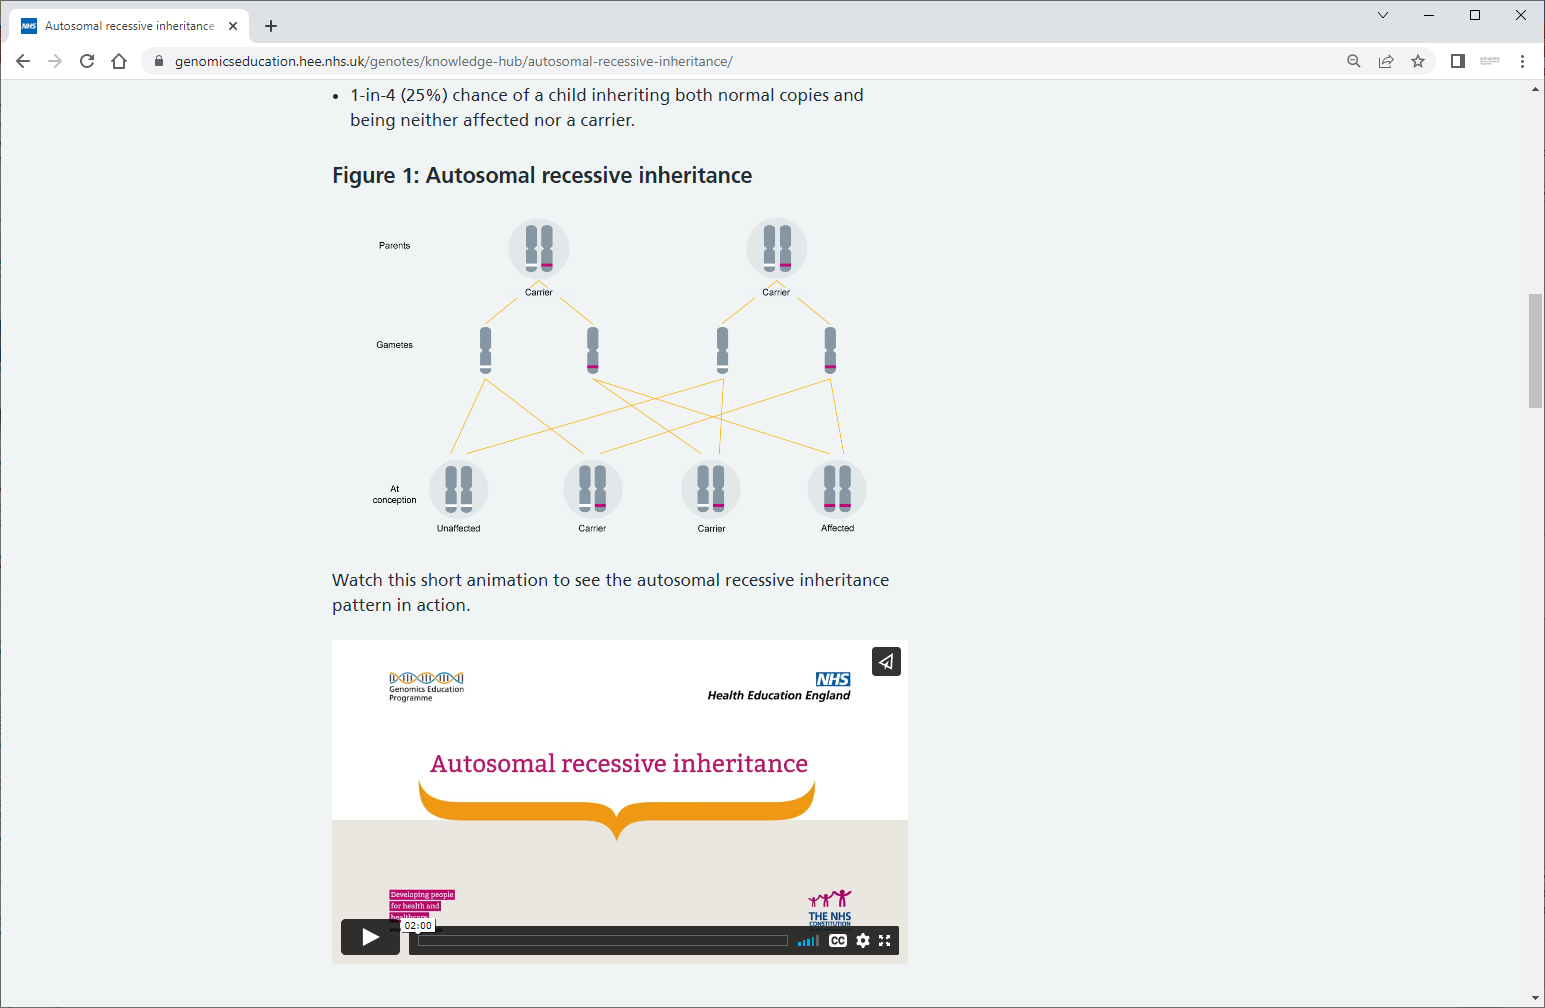 NHS Autosomal recessive inheritance
genomicseducation.hee.nhs.uk/genotes/knowledge-hub/autosomal-recessive-inheritance/
• 1-in-4 (25%) chance of a child inheriting both normal copies and
being neither affected nor a carrier.
Figure 1: Autosomal recessive inheritance
Parents
Carrier
Carrier
Gametes
At
conception
Unaffected
Carrier
Carrier
Affected
Watch this short animation to see the autosomal recessive inheritance
pattern in action.
Genomics Education
Programme
NHS
Health Education England
Autosomal recessive inheritance
Developing people
for health and
healthcare
THE NHS
CONSTITUTION
02:00
CC